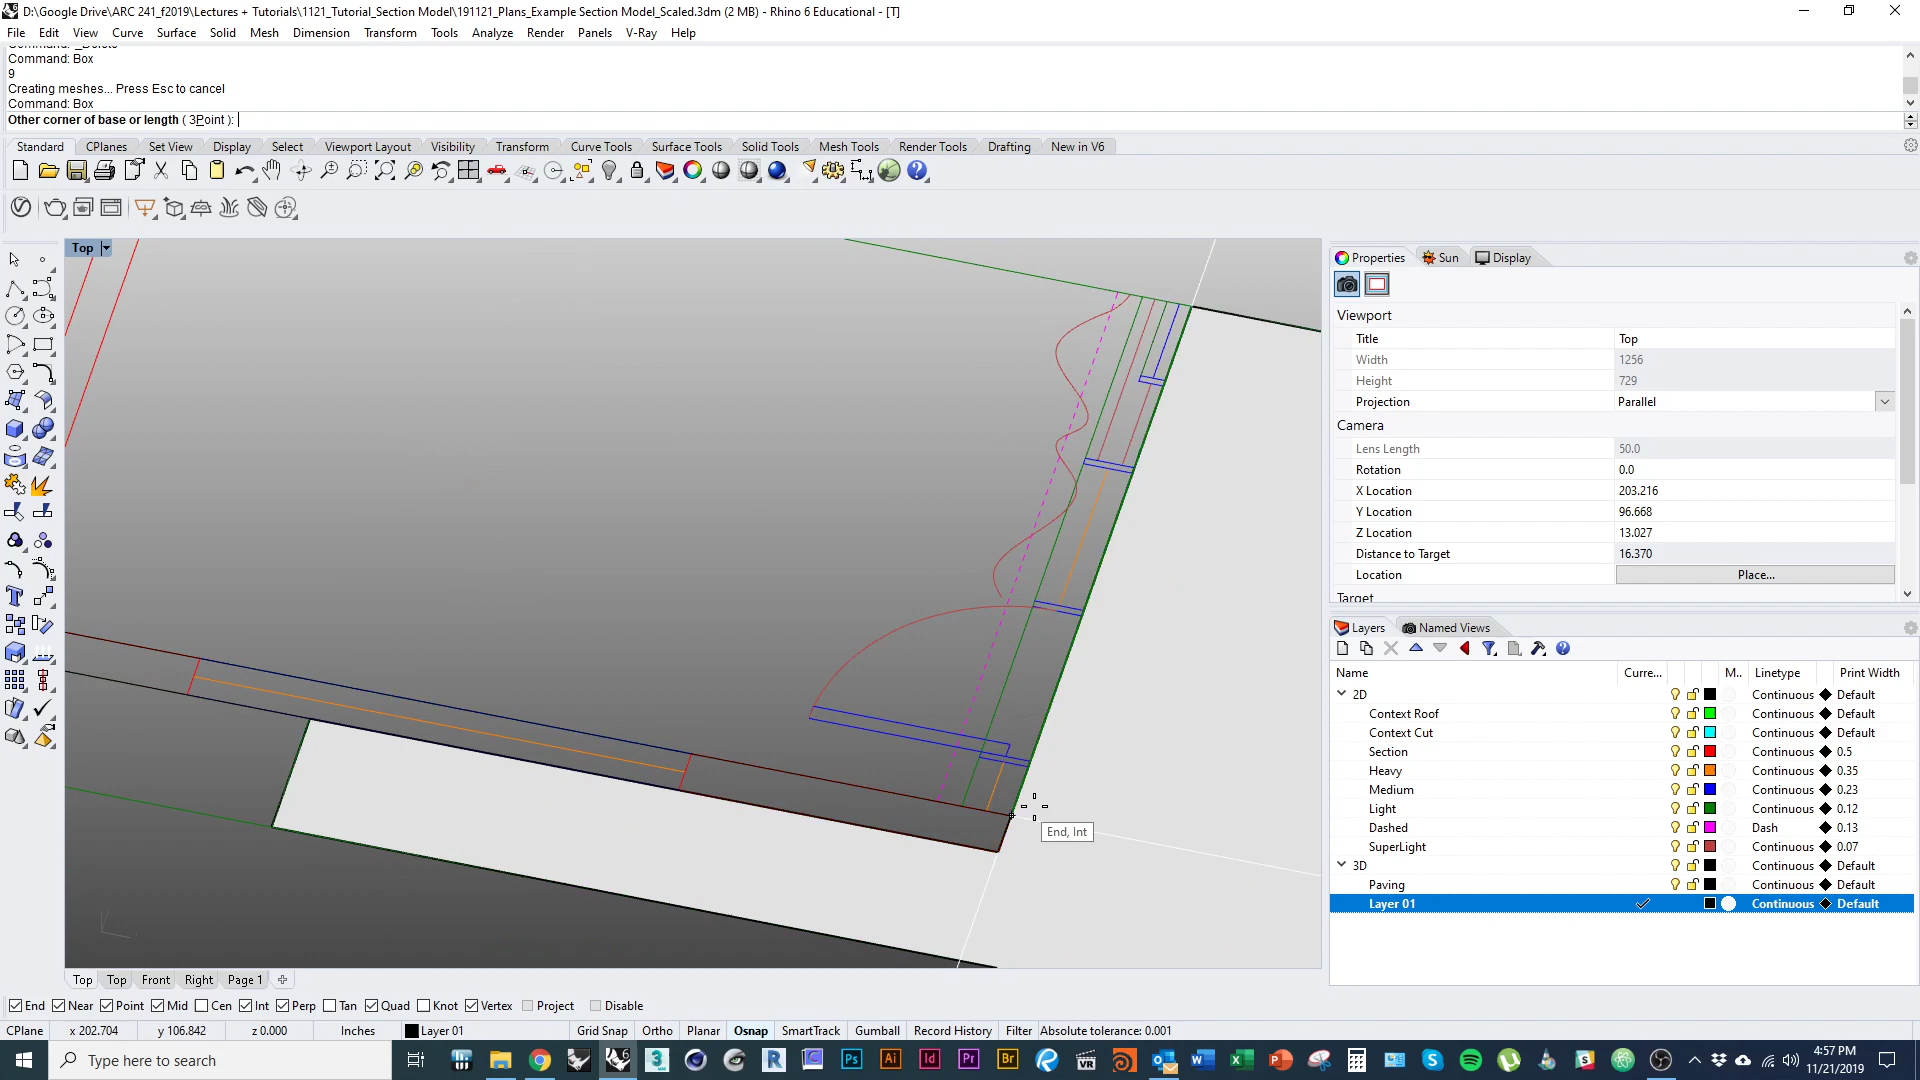 D:\Google Drive\ARC 241_f2019\Lectures + Tutorials\1121_Tutorial_Section Model\191121_Plans_Example Section Model_Scaled.3dm (2 MB) - Rhino 6 Educational - [T]
File Edit View Curve Surface Solid Mesh Dimension Transform Tools Analyze Render Panels V-Ray Help
Command: _Delete
Command: Box
9
Creating meshes... Press Esc to cancel
Command: Box
Other corner of base or length ( 3Point ):
Standard CPlanes Set View Display Select Viewport Layout Visibility Transform Curve Tools Surface Tools Solid Tools Mesh Tools Render Tools Drafting New in V6
Top
Properties Sun Display
Viewport
Title Top
Width 1256
Height 729
Projection Parallel
Camera
Lens Length 50.0
Rotation 0.0
X Location 203.216
Y Location 96.668
Z Location 13.027
Distance to Target 16.370
Location Place...
Target
Layers Named Views
Name Curre... M.. Linetype Print Width
2D Continuous Default
Context Roof Continuous Default
Context Cut Continuous Default
Section Continuous 0.5
Heavy Continuous 0.35
Medium Continuous 0.23
Light Continuous 0.12
Dashed Dash 0.13
SuperLight Continuous 0.07
3D Continuous Default
Paving Continuous Default
Layer 01 Continuous Default
End, Int
Top Top Front Right Page 1
End Near Point Mid Cen Int Perp Tan Quad Knot Vertex Project Disable
CPlane x 202.704 y 106.842 z 0.000 Inches Layer 01 Grid Snap Ortho Planar Osnap SmartTrack Gumball Record History Filter Absolute tolerance: 0.001
Type here to search
4:57 PM
11/21/2019